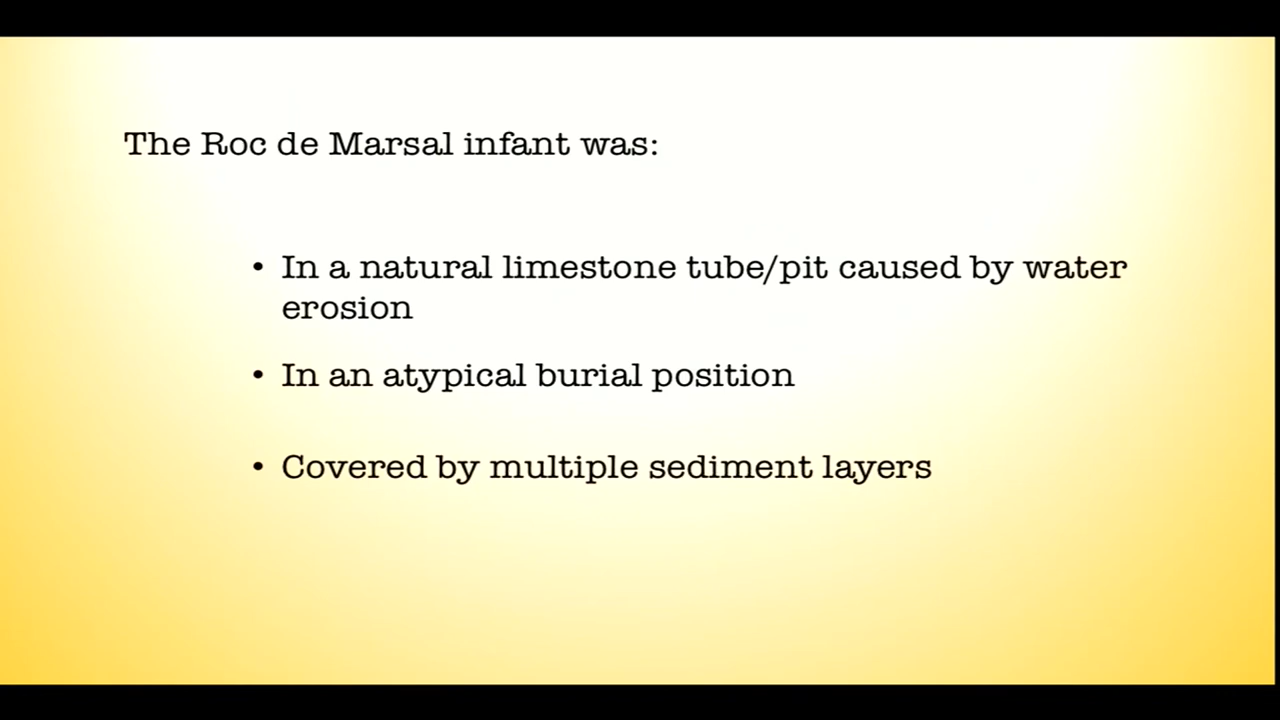 The Roc de Marsal infant was:
• In a natural limestone tube/pit caused by water
erosion
• In an atypical burial position
• Covered by multiple sediment layers